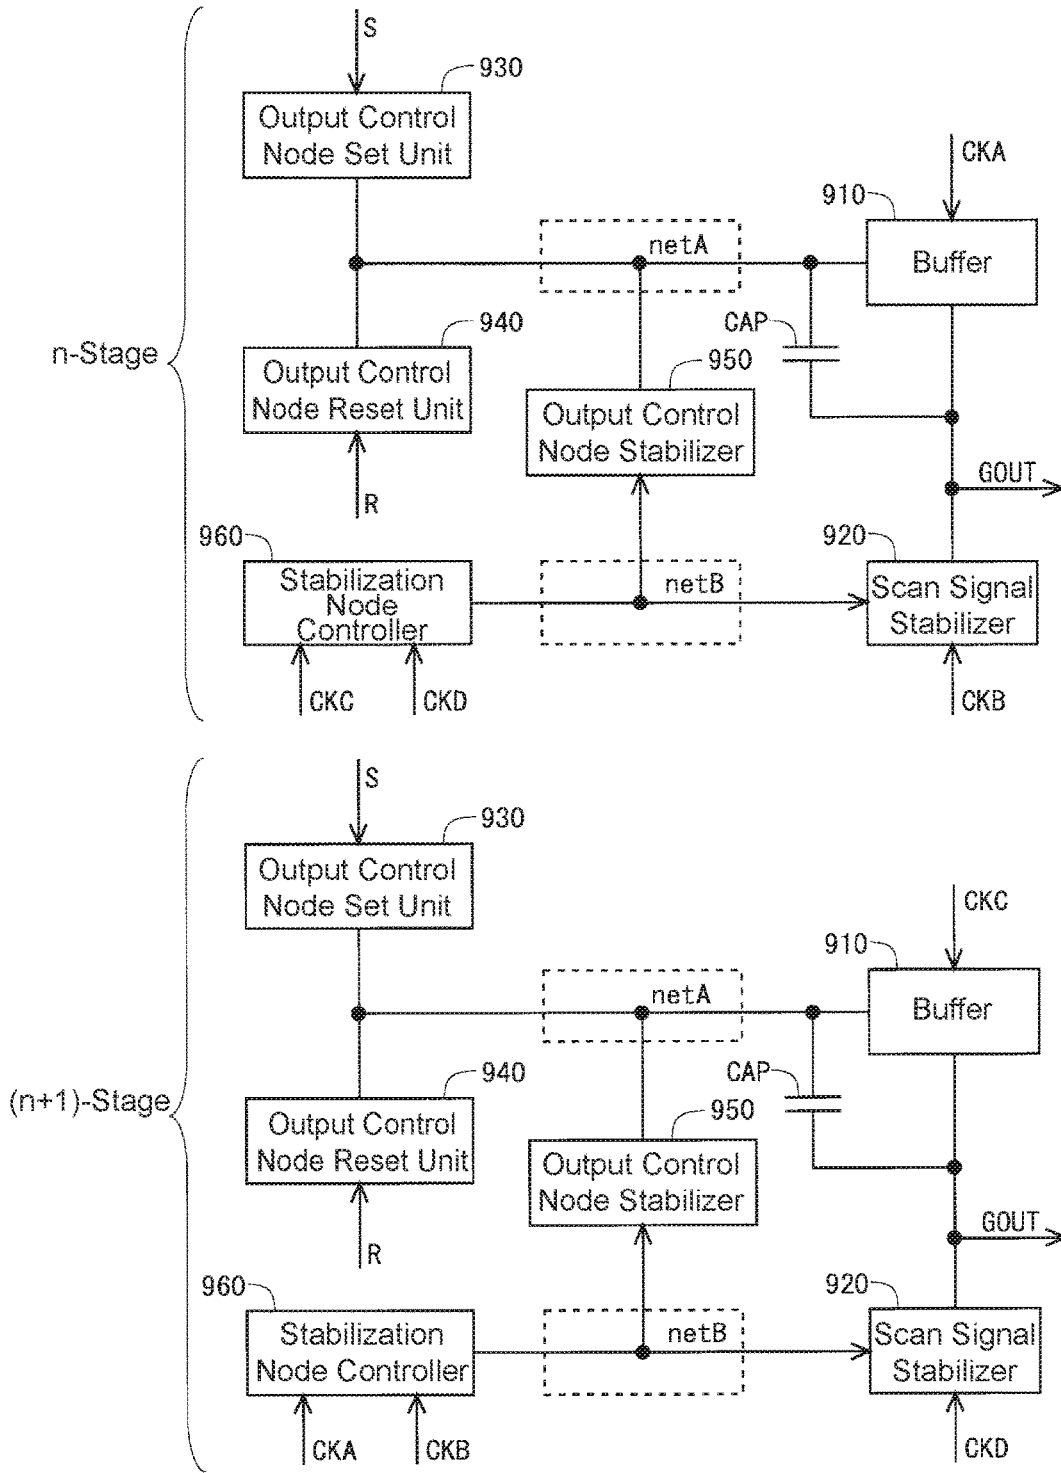 S
930
Output Control
Node Set Unit
CKA
910
netA
Buffer
940
CAP
n-Stage
950
Output Control
Node Reset Unit
Output Control
Node Stabilizer
GOUT
R
960
920
Stabilization
Node
Controller
netB
Scan Signal
Stabilizer
CKC
CKD
CKB
S
930
Output Control
Node Set Unit
CKC
910
netA
Buffer
940
CAP
(n+1)-Stage
950
Output Control
Node Reset Unit
Output Control
Node Stabilizer
GOUT
R
960
920
Stabilization
Node Controller
netB
Scan Signal
Stabilizer
CKA
CKB
CKD